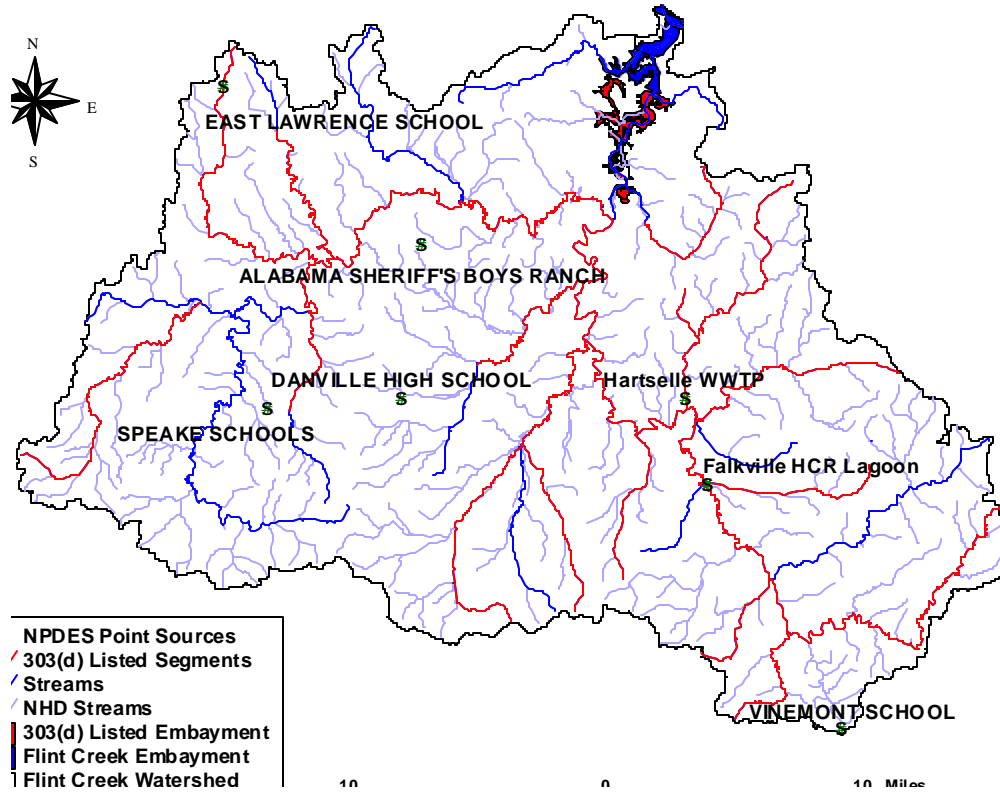 N
E
S
$
EAST LAWRENCE SCHOOL
$
ALABAMA SHERIFF'S BOYS RANCH
DANVILLE HIGH SCHOOL
$
Hartselle WWTP
$
$
SPEAKE SCHOOLS
Falkville HCR Lagoon
$
VINEMONT SCHOOL
$
NPDES Point Sources
303(d) Listed Segments
Streams
NHD Streams
303(d) Listed Embayment
Flint Creek Embayment
Flint Creek Watershed
10 0 10 Miles